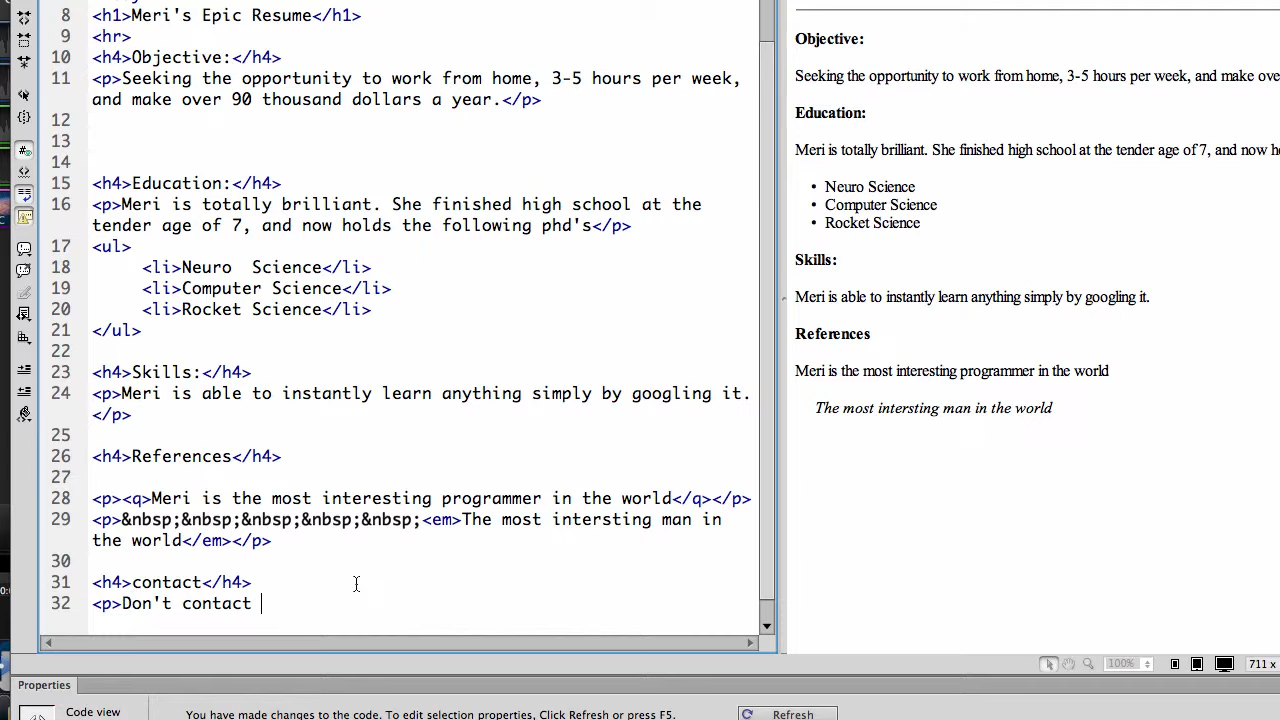 8 <h1>Meri's Epic Resume</h1>
9 <hr>
10 <h4>Objective:</h4>
11 <p>Seeking the opportunity to work from home, 3-5 hours per week,
and make over 90 thousand dollars a year.</p>
12
13
14
15 <h4>Education:</h4>
16 <p>Meri is totally brilliant. She finished high school at the
tender age of 7, and now holds the following phd's</p>
17 <ul>
18 <li>Neuro  Science</li>
19 <li>Computer Science</li>
20 <li>Rocket Science</li>
21 </ul>
22
23 <h4>Skills:</h4>
24 <p>Meri is able to instantly learn anything simply by googling it.
</p>
25
26 <h4>References</h4>
27
28 <p><q>Meri is the most interesting programmer in the world</q></p>
29 <p>&nbsp;&nbsp;&nbsp;&nbsp;&nbsp;<em>The most intersting man in
the world</em></p>
30
31 <h4>contact</h4>
32 <p>Don't contact
Objective:
Seeking the opportunity to work from home, 3-5 hours per week, and make ove
Education:
Meri is totally brilliant. She finished high school at the tender age of 7, and now h
• Neuro Science
• Computer Science
• Rocket Science
Skills:
Meri is able to instantly learn anything simply by googling it.
References
Meri is the most interesting programmer in the world
The most intersting man in the world
100%
711 x
Properties
Code view
You have made changes to the code. To edit selection properties, Click Refresh or press F5.
Refresh